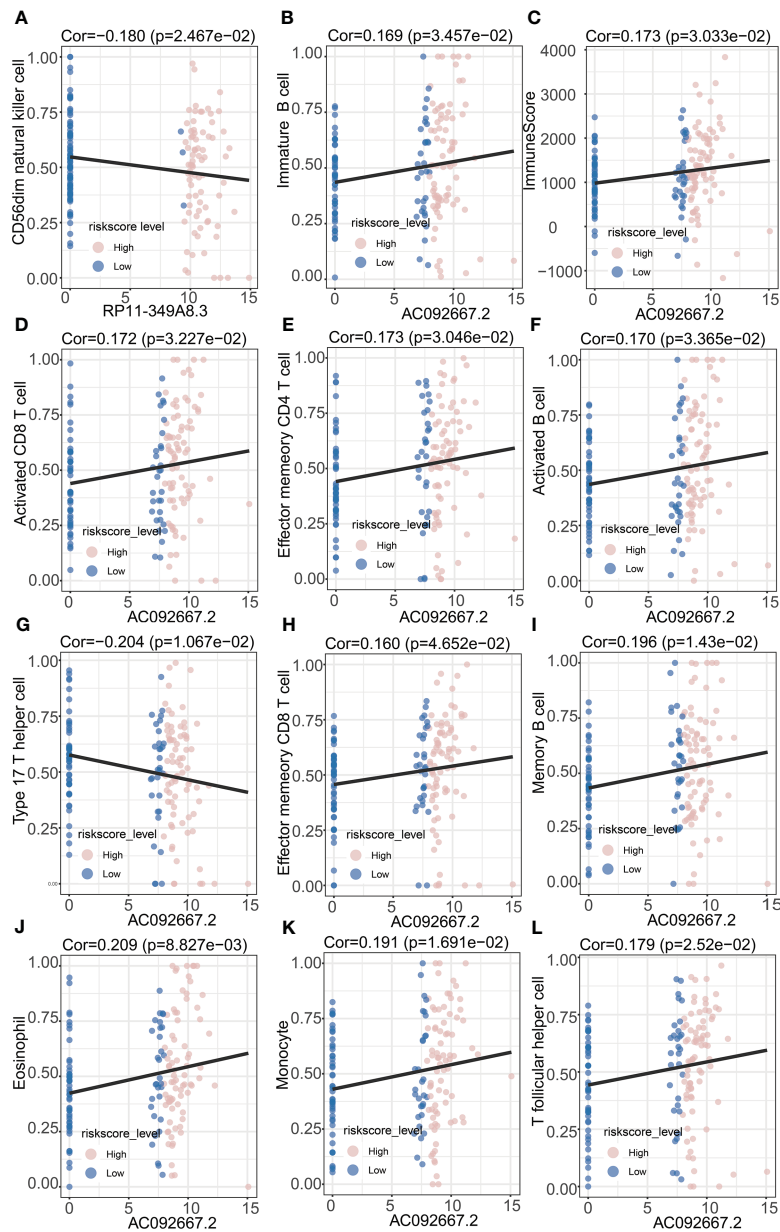 A
Cor=−0.180 (p=2.467e−02)
CD56dim natural killer cell
1.00
0.75
0.50
0.25
0.00
riskscore level
High
Low
0 5 10 15
RP11-349A8.3
B
Cor=0.169 (p=3.457e−02)
Immature B cell
1.00
0.75
0.50
0.25
0.00
riskscore_level
High
Low
0 5 10 15
AC092667.2
C
Cor=0.173 (p=3.033e−02)
ImmuneScore
4000
3000
2000
1000
0
−1000
riskscore_level
High
Low
0 5 10 15
AC092667.2
D
Cor=0.172 (p=3.227e−02)
Activated CD8 T cell
1.00
0.75
0.50
0.25
0.00
riskscore_level
High
Low
0 5 10 15
AC092667.2
E
Cor=0.173 (p=3.046e−02)
Effector memeory CD4 T cell
1.00
0.75
0.50
0.25
0.00
riskscore_level
High
Low
0 5 10 15
AC092667.2
F
Cor=0.170 (p=3.365e−02)
Activated B cell
1.00
0.75
0.50
0.25
0.00
riskscore_level
High
Low
0 5 10 15
AC092667.2
G
Cor=−0.204 (p=1.067e−02)
Type 17 T helper cell
1.00
0.75
0.50
0.25
0.00
riskscore_level
High
Low
0 5 10 15
AC092667.2
H
Cor=0.160 (p=4.652e−02)
Effector memeory CD8 T cell
1.00
0.75
0.50
0.25
0.00
riskscore_level
High
Low
0 5 10 15
AC092667.2
I
Cor=0.196 (p=1.43e−02)
Memory B cell
1.00
0.75
0.50
0.25
0.00
riskscore_level
High
Low
0 5 10 15
AC092667.2
J
Cor=0.209 (p=8.827e−03)
Eosinophil
1.00
0.75
0.50
0.25
0.00
riskscore_level
High
Low
0 5 10 15
AC092667.2
K
Cor=0.191 (p=1.691e−02)
Monocyte
1.00
0.75
0.50
0.25
0.00
riskscore_level
High
Low
0 5 10 15
AC092667.2
L
Cor=0.179 (p=2.52e−02)
T follicular helper cell
1.00
0.75
0.50
0.25
0.00
riskscore_level
High
Low
0 5 10 15
AC092667.2